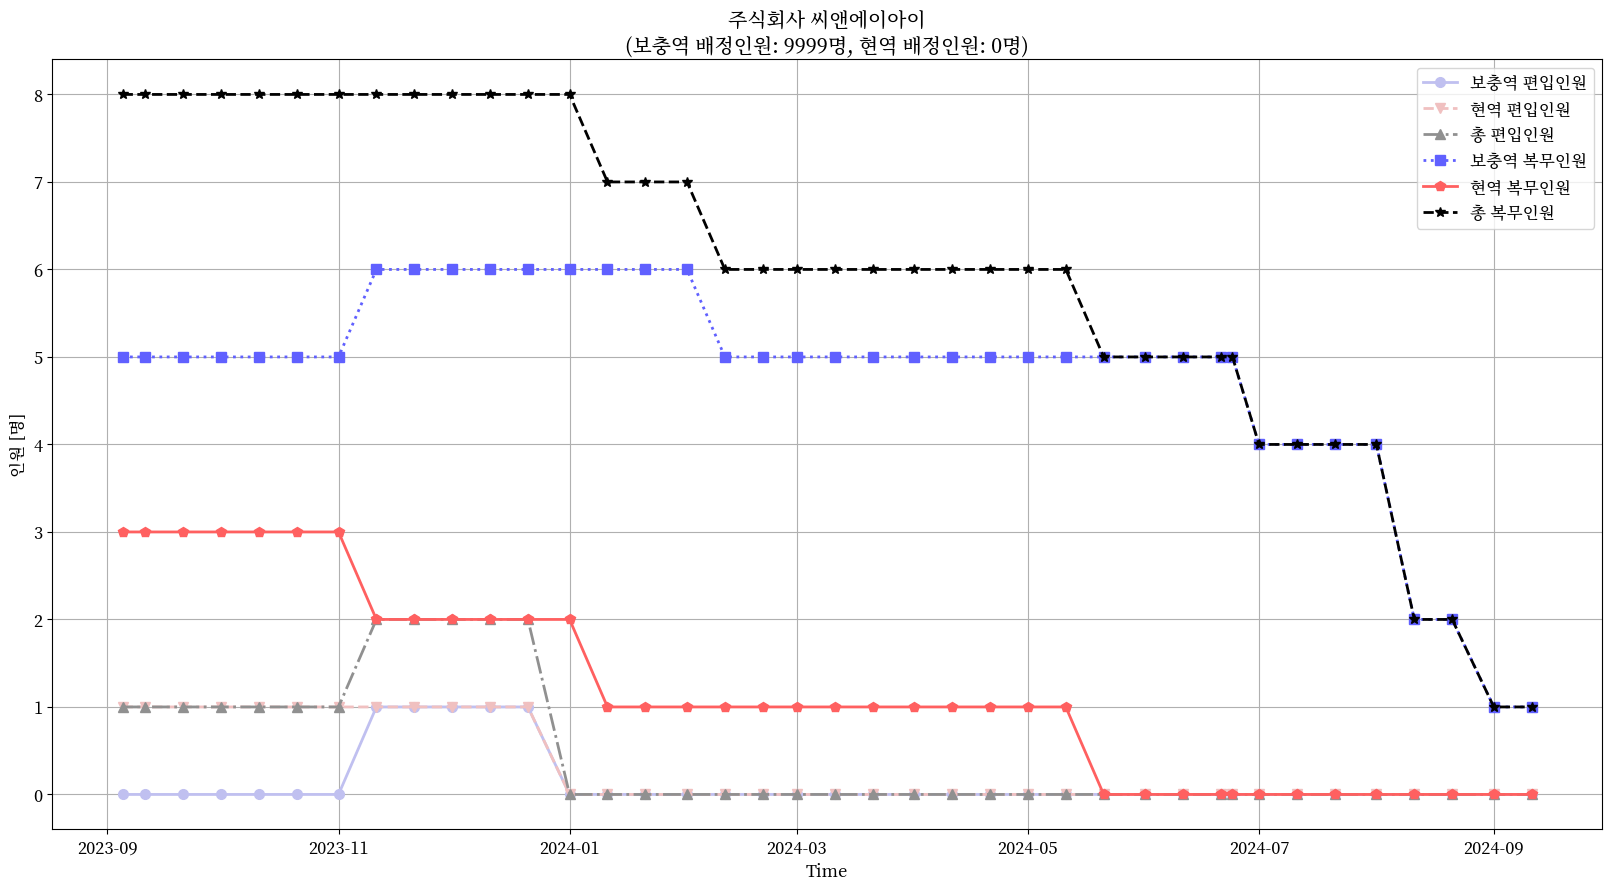 주식회사 씨앤에이아이
(보충역 배정인원: 9999명, 현역 배정인원: 0명)
보충역 편입인원
현역 편입인원
총 편입인원
보충역 복무인원
현역 복무인원
총 복무인원
인원 [명]
8
7
6
5
4
3
2
1
0
2023-09
2023-11
2024-01
2024-03
2024-05
2024-07
2024-09
Time